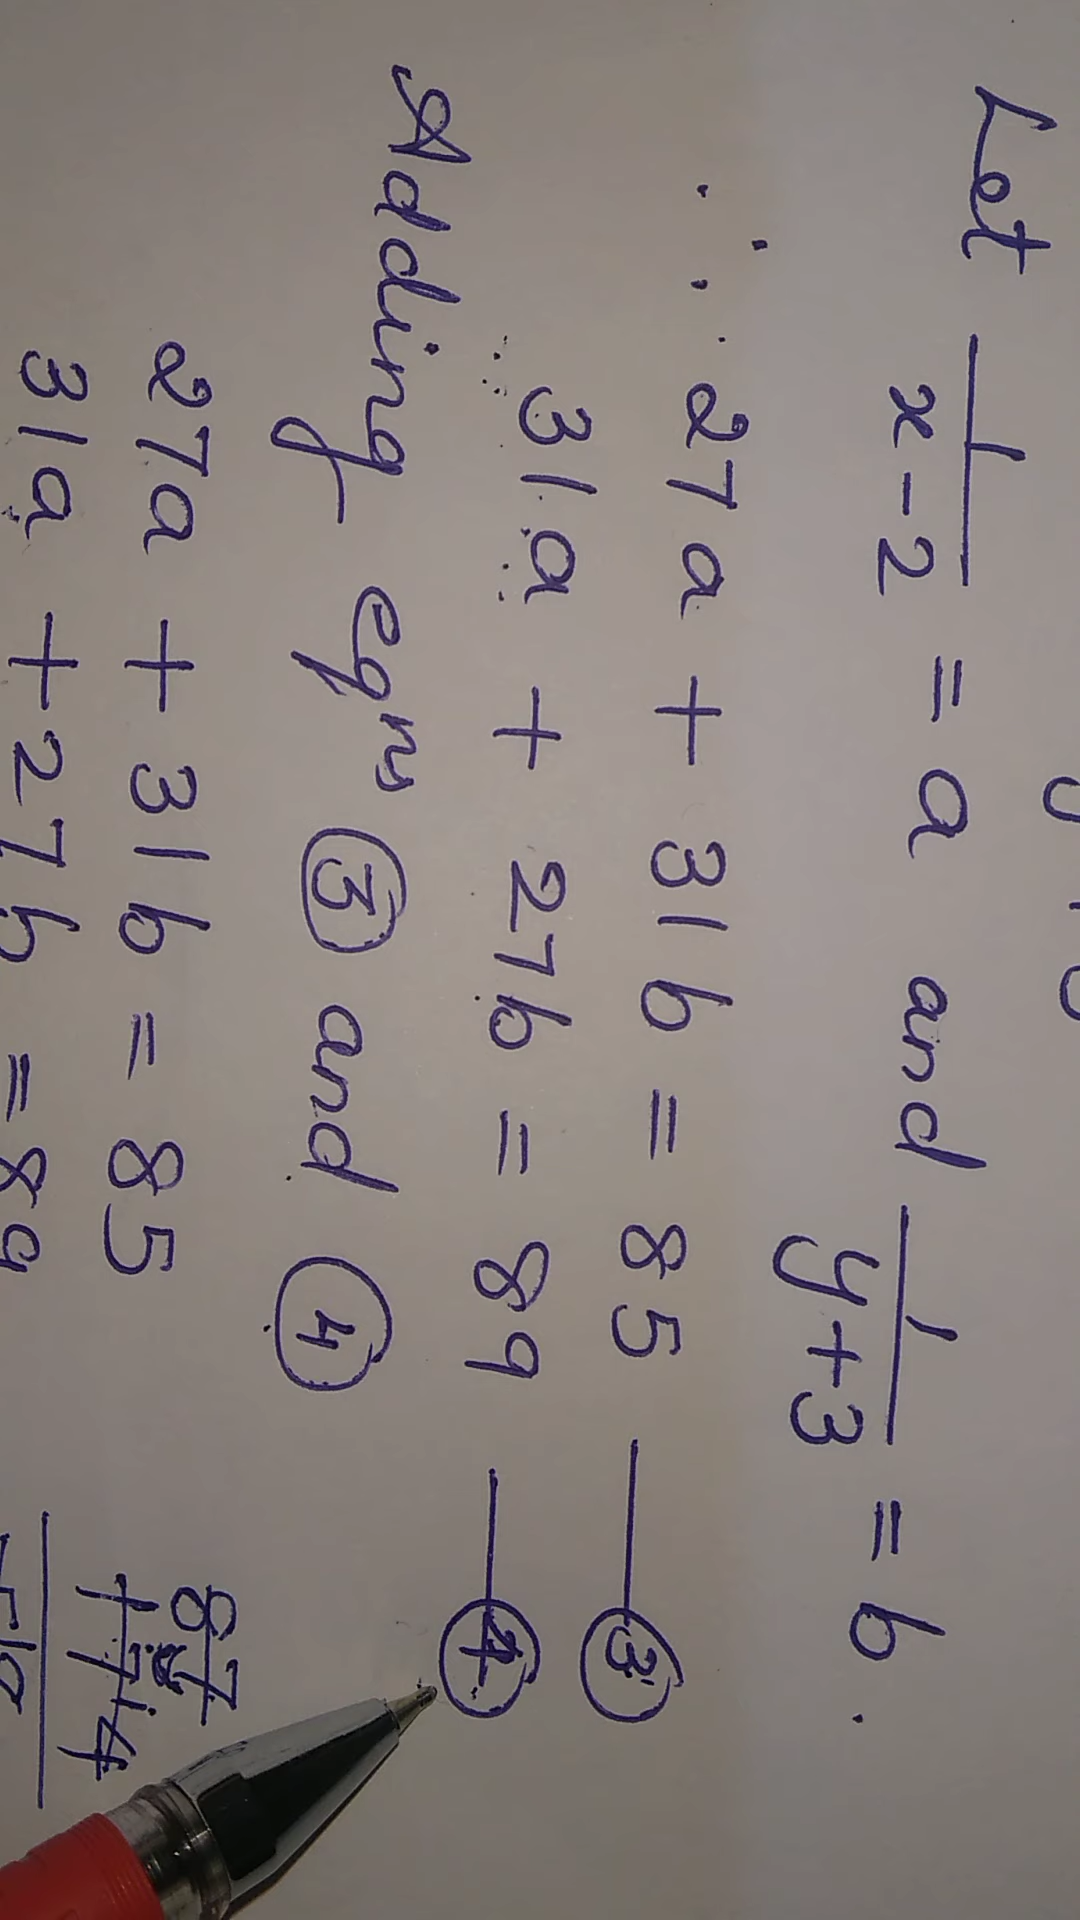 Let 1/(x-2) = a and 1/(y+3) = b.
∴ 27a + 31b = 85 — ③
31a + 27b = 89 — ④
Adding eqns ③ and ④
27a + 31b = 85
31a + 27b = 89